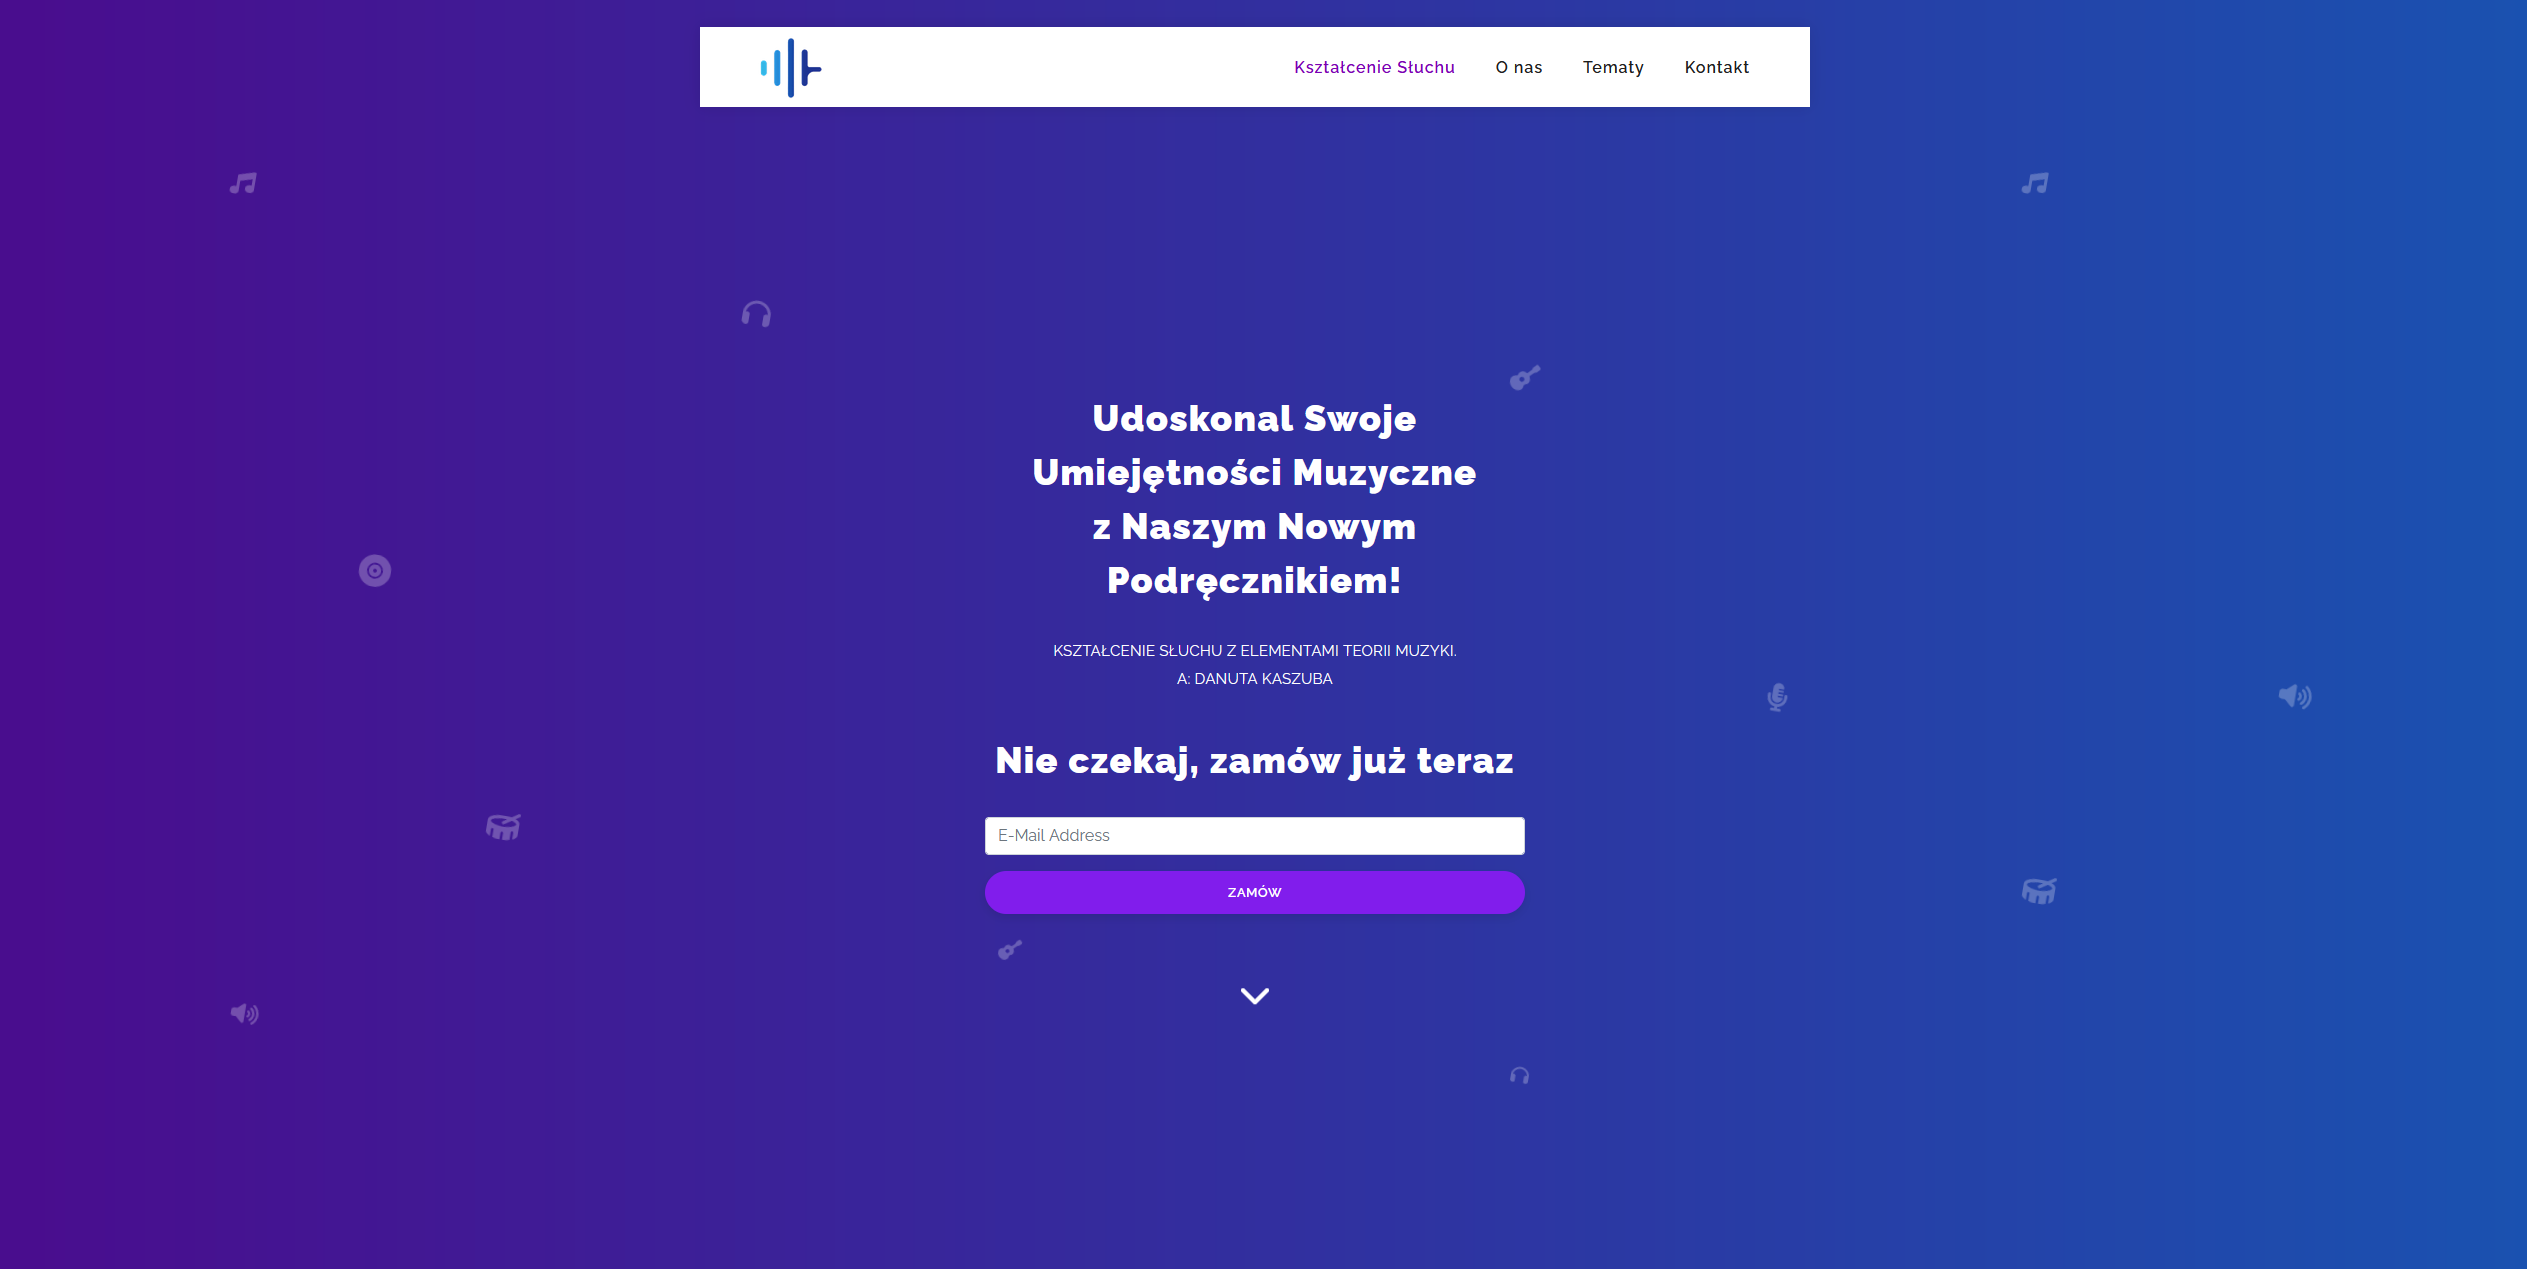 Kształcenie Słuchu
O nas
Tematy
Kontakt
Udoskonal Swoje
Umiejętności Muzyczne
z Naszym Nowym
Podręcznikiem!
KSZTAŁCENIE SŁUCHU Z ELEMENTAMI TEORII MUZYKI.
A: DANUTA KASZUBA
Nie czekaj, zamów już teraz
E-Mail Address
ZAMÓW